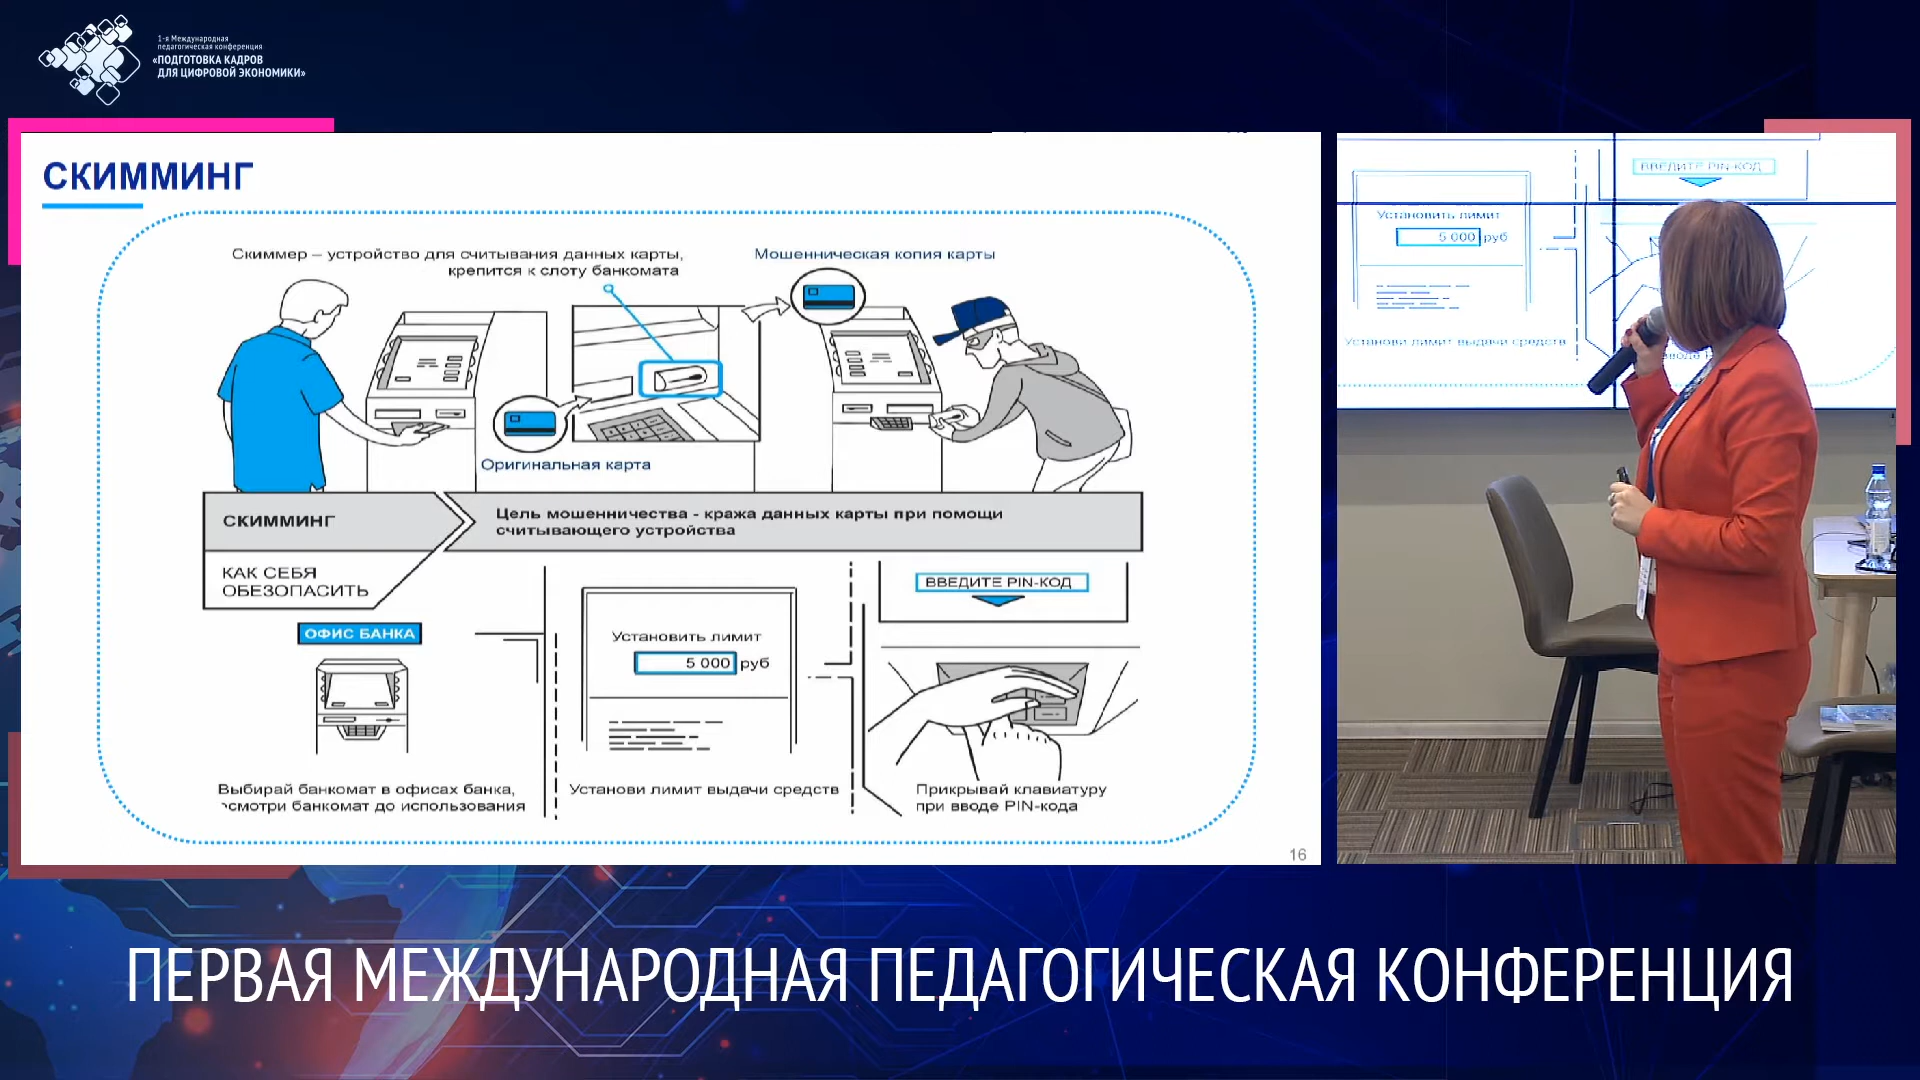 1-я Международная
педагогическая конференция
«ПОДГОТОВКА КАДРОВ
ДЛЯ ЦИФРОВОЙ ЭКОНОМИКИ»
СКИММИНГ
Скиммер – устройство для считывания данных карты,
крепится к слоту банкомата
Мошенническая копия карты
Оригинальная карта
СКИММИНГ
Цель мошенничества - кража данных карты при помощи
считывающего устройства
КАК СЕБЯ
ОБЕЗОПАСИТЬ
ОФИС БАНКА
Установить лимит
5 000 руб
ВВЕДИТЕ PIN-КОД
Выбирай банкомат в офисах банка,
осмотри банкомат до использования
Установи лимит выдачи средств
Прикрывай клавиатуру
при вводе PIN-кода
16
ВВЕДИТЕ PIN-КОД
Установить лимит
5 000 руб
Установи лимит выдачи средств
ПЕРВАЯ МЕЖДУНАРОДНАЯ ПЕДАГОГИЧЕСКАЯ КОНФЕРЕНЦИЯ